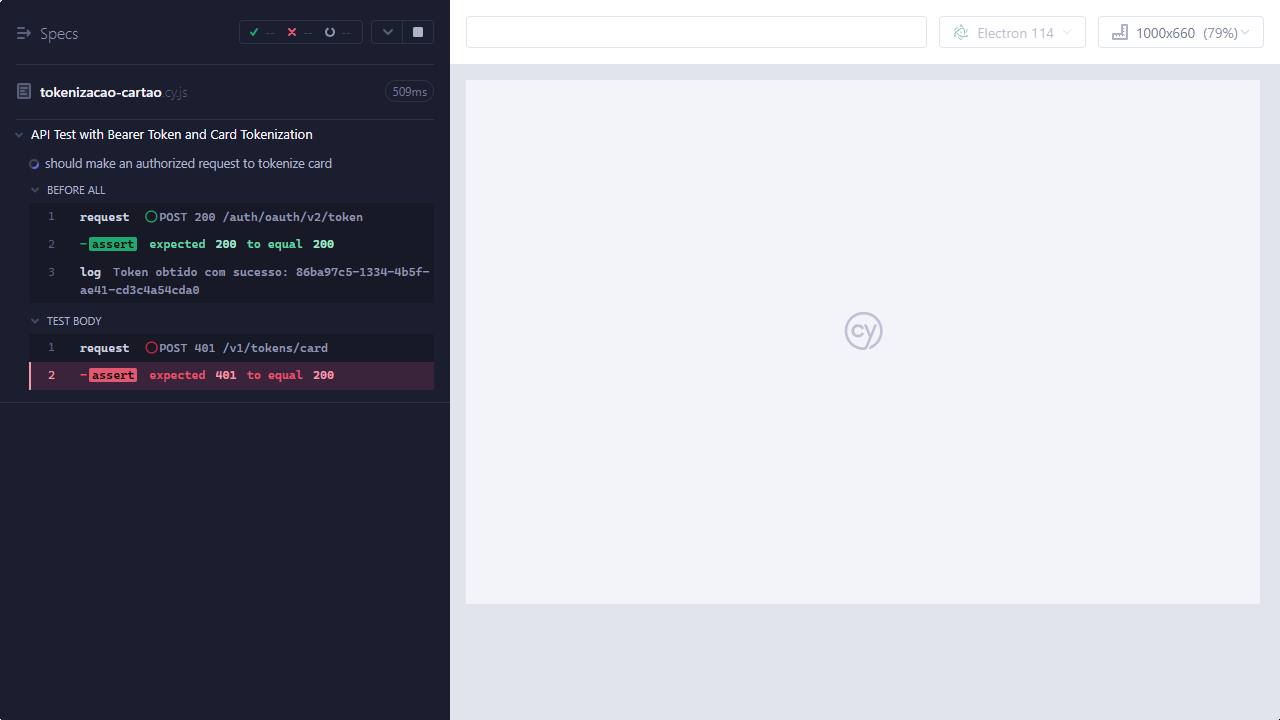 Specs
-- -- --
Electron 114
1000x660 (79%)
tokenizacao-cartao cy.js
509ms
API Test with Bearer Token and Card Tokenization
should make an authorized request to tokenize card
BEFORE ALL
1 request POST 200 /auth/oauth/v2/token
2 -assert expected 200 to equal 200
3 log Token obtido com sucesso: 86ba97c5-1334-4b5f-
ae41-cd3c4a54cda0
TEST BODY
1 request POST 401 /v1/tokens/card
2 -assert expected 401 to equal 200
cy